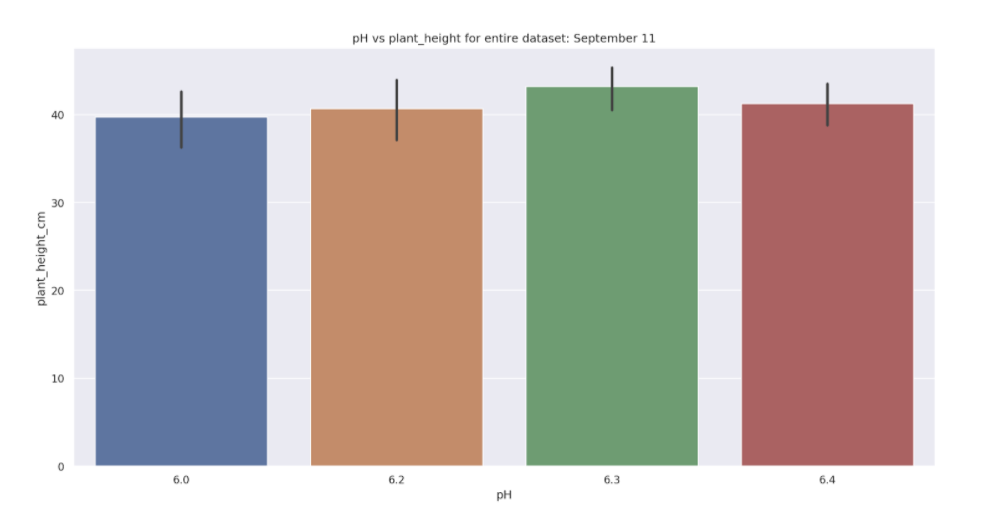 pH vs plant_height for entire dataset: September 11
plant_height_cm
40
30
20
10
0
6.0 6.2 6.3 6.4
pH